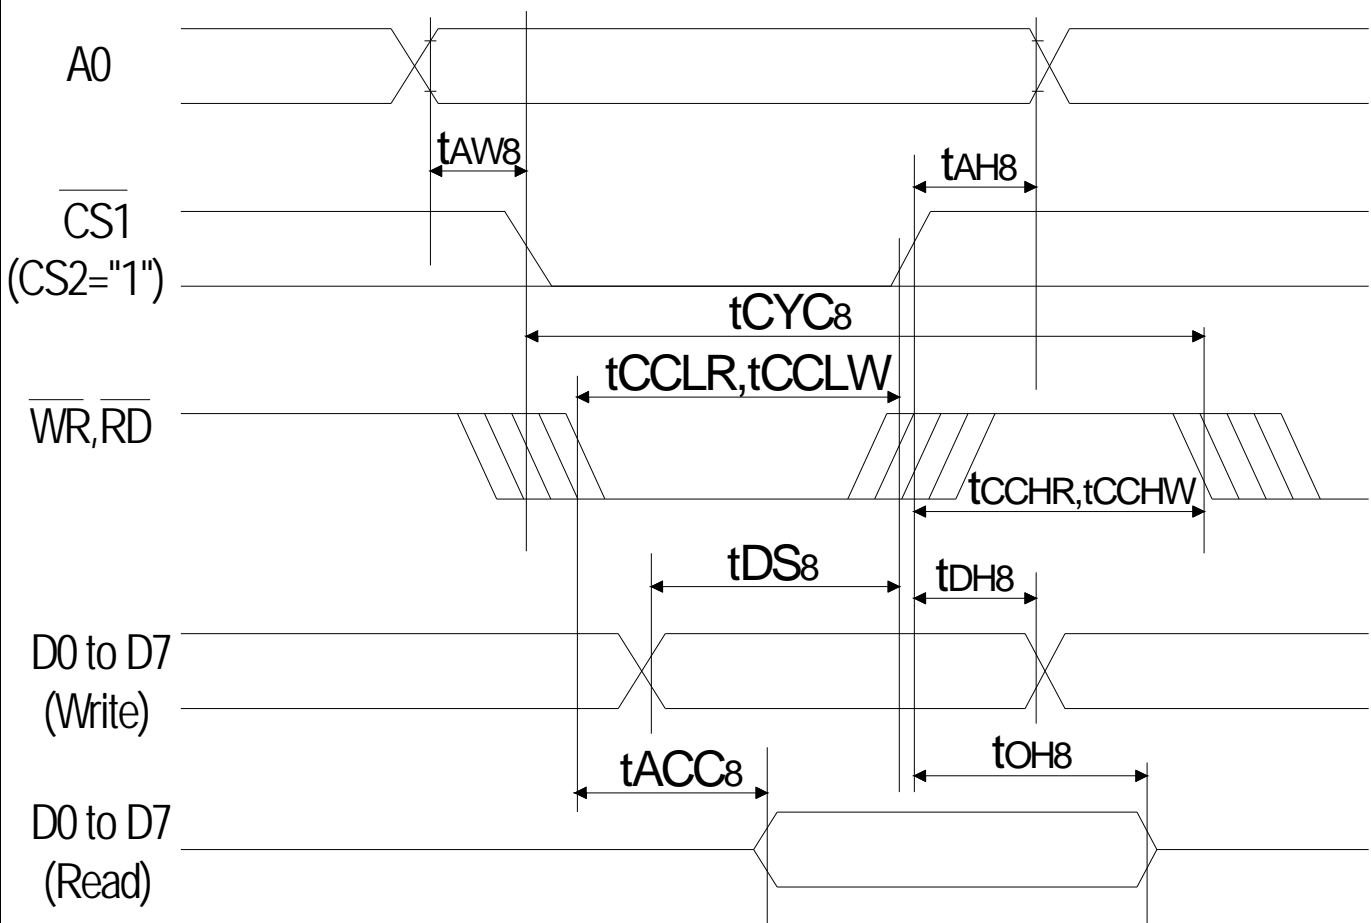 A0
tAW8
tAH8
CS1
(CS2="1")
tCYC8
tCCLR,tCCLW
WR,RD
tCCHR,tCCHW
tDS8
tDH8
D0 to D7
(Write)
tACC8
tOH8
D0 to D7
(Read)